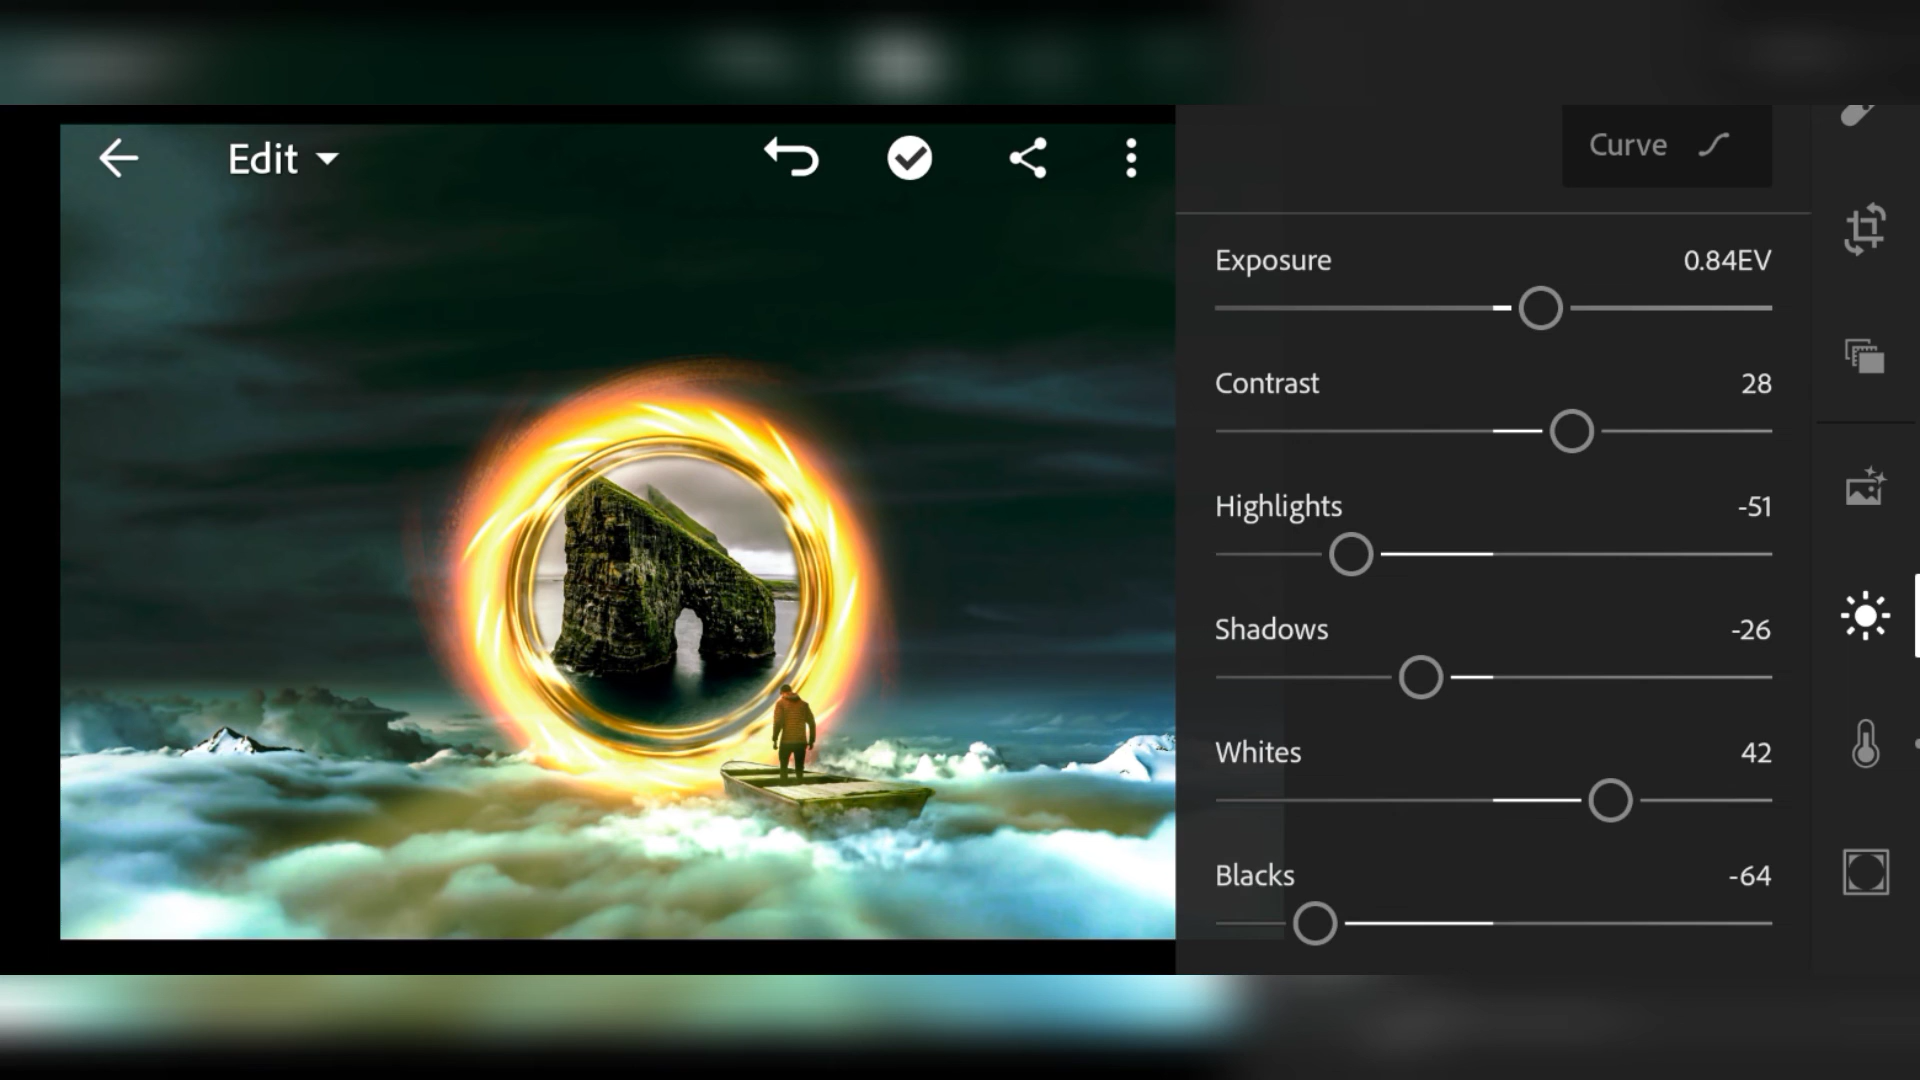 Edit
Curve
Exposure 0.84EV
Contrast 28
Highlights -51
Shadows -26
Whites 42
Blacks -64